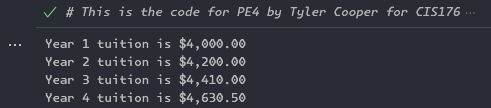 # This is the code for PE4 by Tyler Cooper for CIS176 ...
Year 1 tuition is $4,000.00
Year 2 tuition is $4,200.00
Year 3 tuition is $4,410.00
Year 4 tuition is $4,630.50